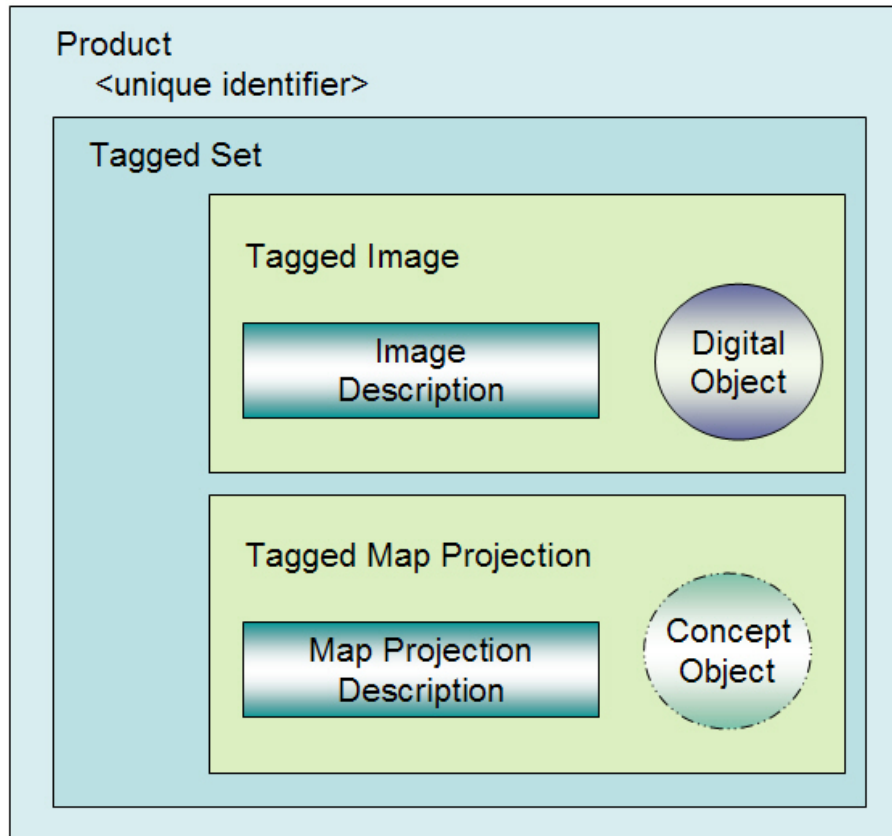 Product
<unique identifier>
Tagged Set
Tagged Image
Image
Description
Digital
Object
Tagged Map Projection
Map Projection
Description
Concept
Object